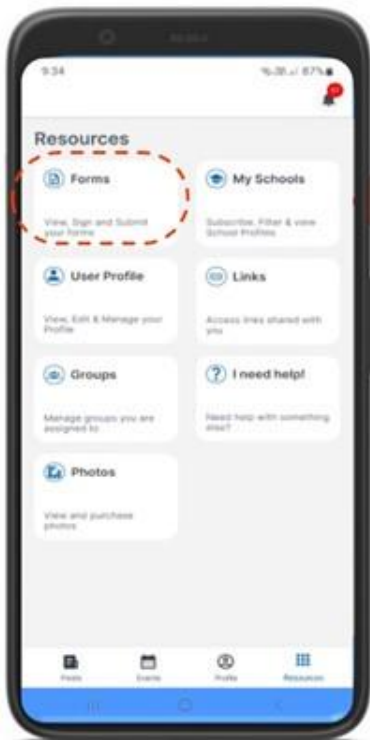 9:34
87%
Resources
Forms
View, Sign and Submit
your forms
My Schools
Subscribe, Filter & view
School Profiles
User Profile
View, Edit & Manage your
Profile
Links
Access links shared with
you
Groups
Manage groups you are
assigned to
I need help!
Need help with something
else?
Photos
View and purchase
photos
Posts
Events
Profile
Resources